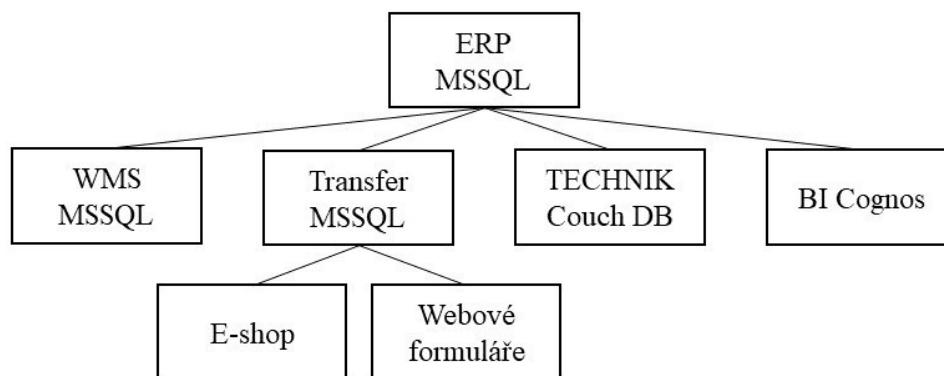 ERP
MSSQL
WMS
MSSQL
Transfer
MSSQL
TECHNIK
Couch DB
BI Cognos
E-shop
Webové
formuláře